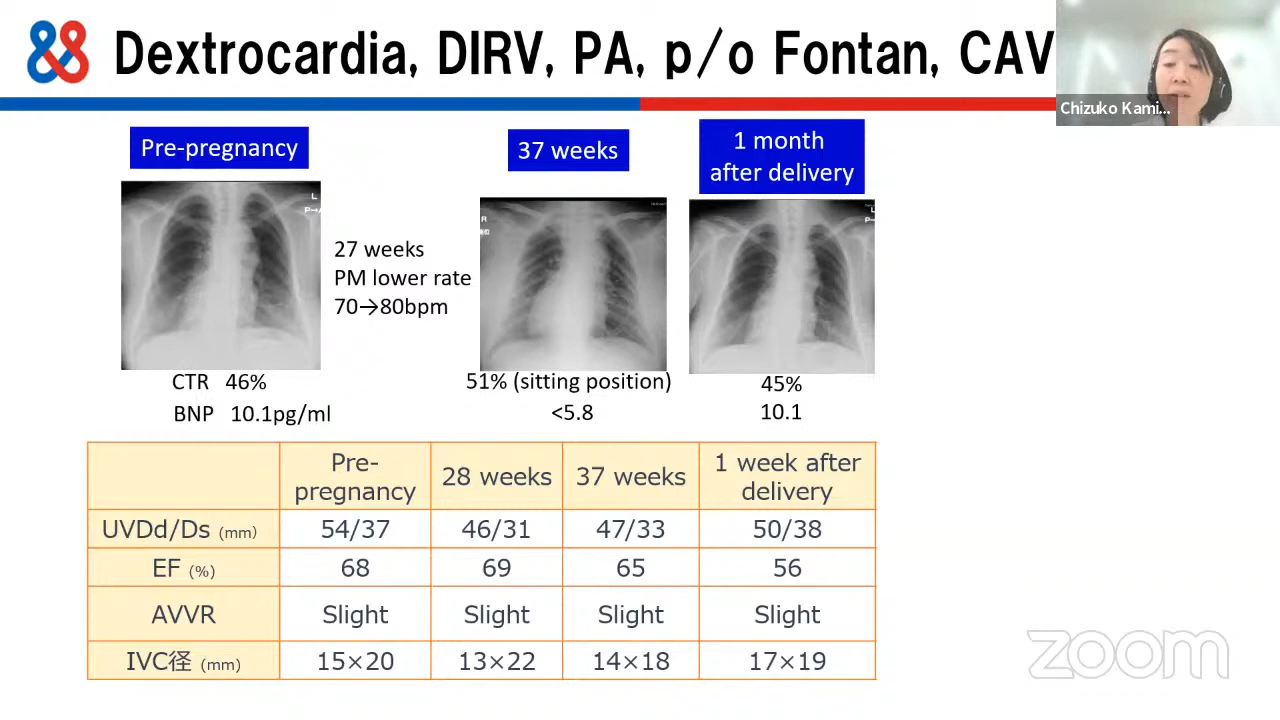 Dextrocardia, DIRV, PA, p/o Fontan, CAV
Chizuko Kami...
Pre-pregnancy
37 weeks
1 month
after delivery
L
R
27 weeks
PM lower rate
70→80bpm
CTR 46%
51% (sitting position)
45%
BNP 10.1pg/ml
<5.8
10.1
Pre-pregnancy 28 weeks 37 weeks 1 week after delivery
UVDd/Ds (mm) 54/37 46/31 47/33 50/38
EF (%) 68 69 65 56
AVVR Slight Slight Slight Slight
IVC径 (mm) 15×20 13×22 14×18 17×19
zoom